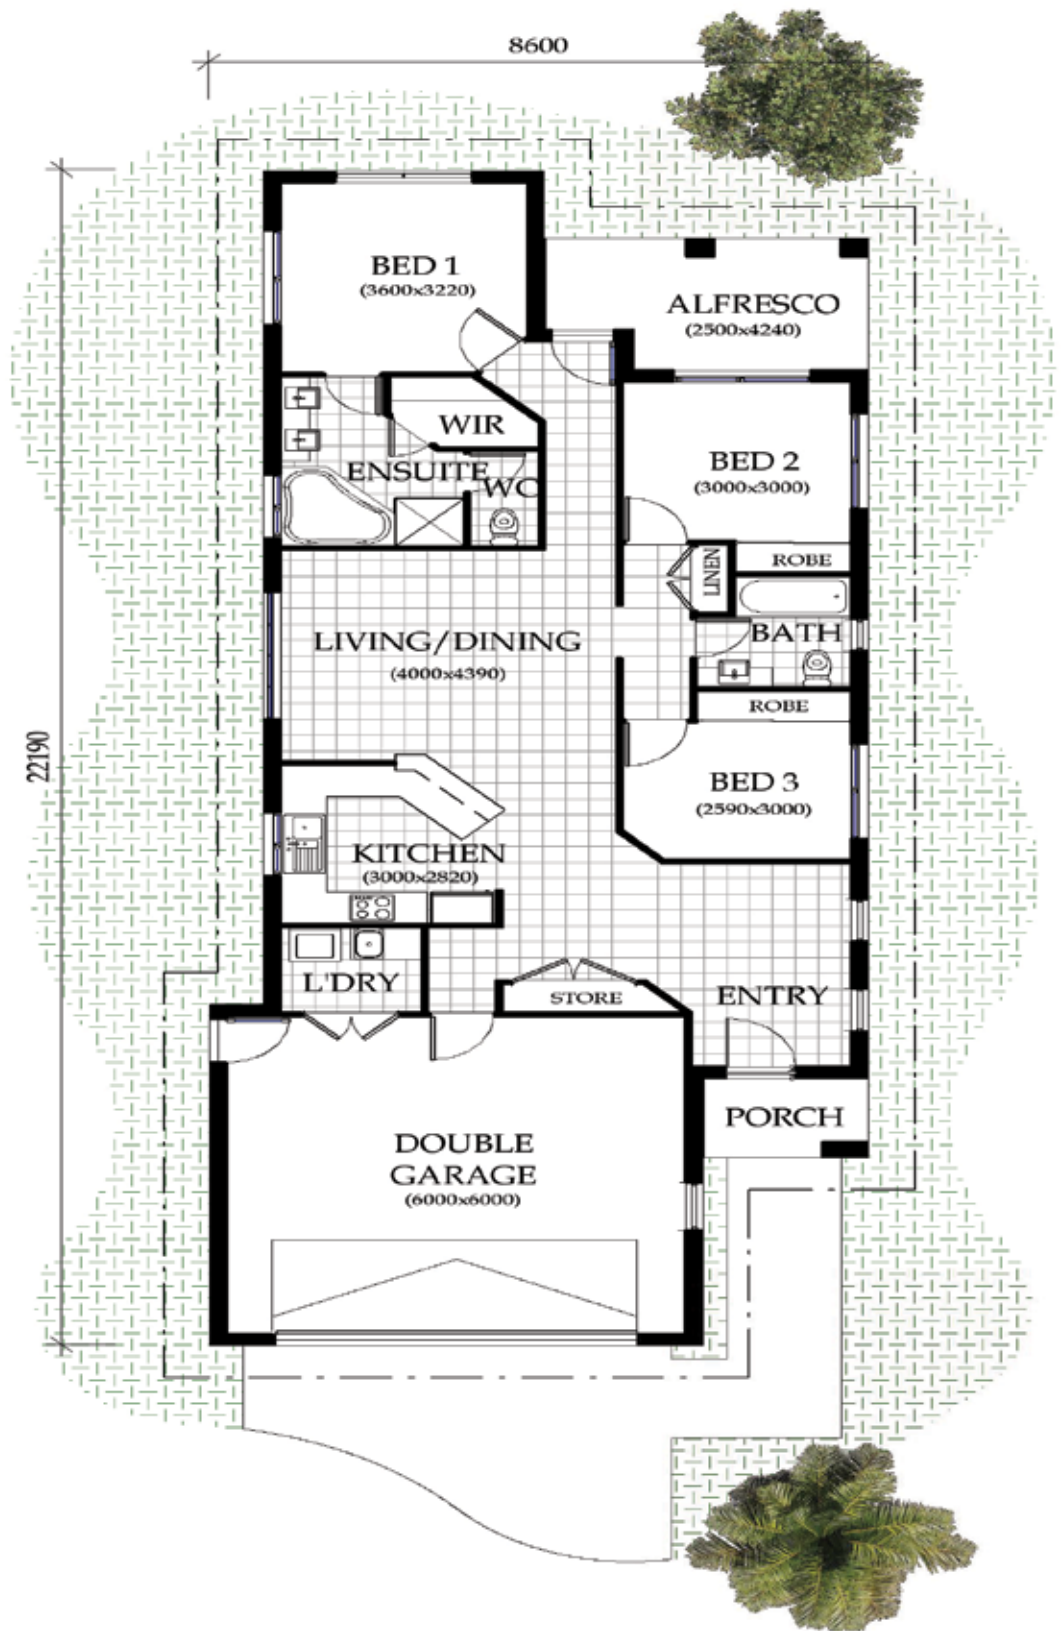 8600
BED 1
(3600x3220)
ALFRESCO
(2500x4240)
WIR
ENSUITE
WC
BED 2
(3000x3000)
LINEN
ROBE
BATH
LIVING/DINING
(4000x4390)
ROBE
22190
BED 3
(2590x3000)
KITCHEN
(3000x2820)
L'DRY
STORE
ENTRY
PORCH
DOUBLE
GARAGE
(6000x6000)